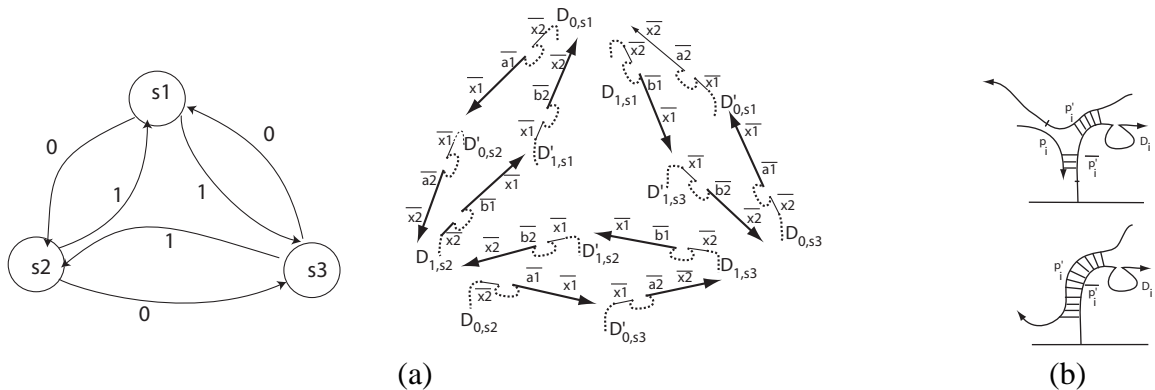 s1
s2
s3
0
1
1
0
1
0
D0,s1
x2
a1
x1
x2
b2
x1
D'1,s1
x1
D'0,s2
a2
x2
x1
b1
x2
D1,s2
x2
b2
x1
D'1,s2
x1
b1
x2
D1,s3
x2
a1
x1
D0,s2
x1
a2
x2
D'0,s3
x2
D1,s1
b1
x1
x2
a2
x1
D'0,s1
x1
a1
x2
D0,s3
x1
D'1,s3
b2
x2
p'i
pi
p'i
Di
p'i
p'i
Di
(a)
(b)